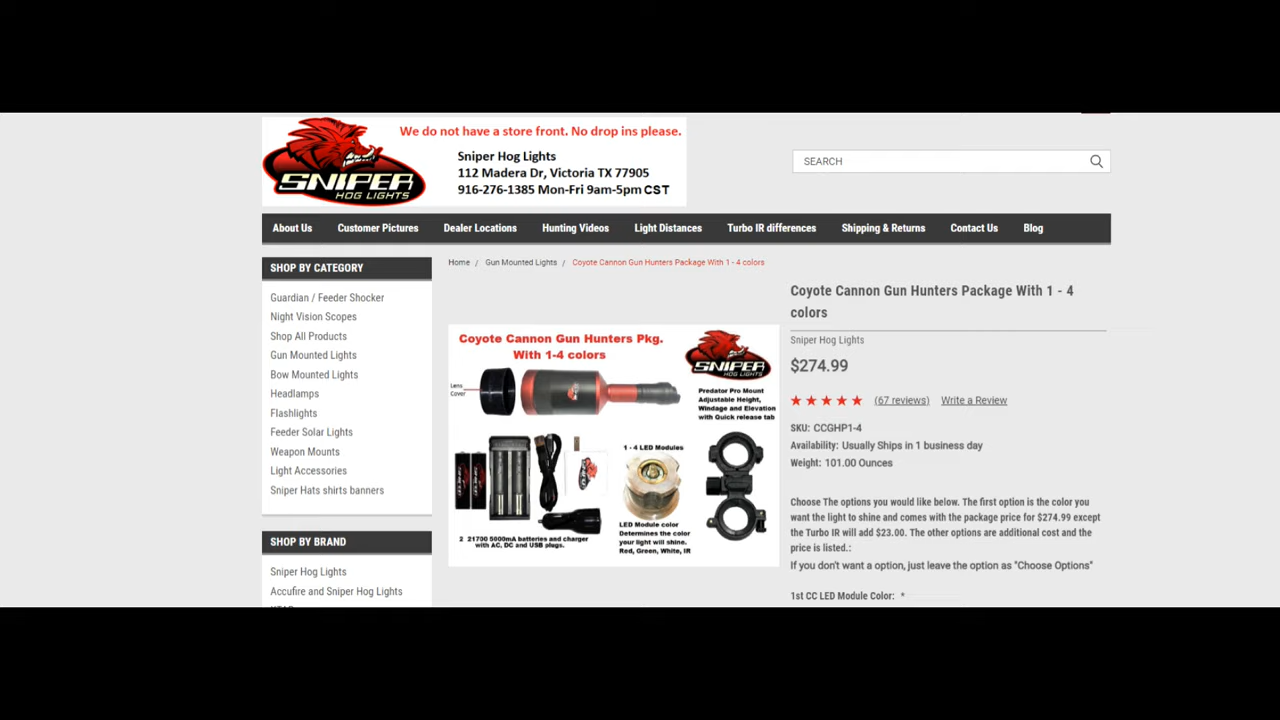 We do not have a store front. No drop ins please.
Sniper Hog Lights
112 Madera Dr, Victoria TX 77905
916-276-1385 Mon-Fri 9am-5pm CST
SNIPER
HOG LIGHTS
SEARCH
About Us
Customer Pictures
Dealer Locations
Hunting Videos
Light Distances
Turbo IR differences
Shipping & Returns
Contact Us
Blog
SHOP BY CATEGORY
Guardian / Feeder Shocker
Night Vision Scopes
Shop All Products
Gun Mounted Lights
Bow Mounted Lights
Headlamps
Flashlights
Feeder Solar Lights
Weapon Mounts
Light Accessories
Sniper Hats shirts banners
SHOP BY BRAND
Sniper Hog Lights
Accufire and Sniper Hog Lights
Home / Gun Mounted Lights / Coyote Cannon Gun Hunters Package With 1 - 4 colors
Coyote Cannon Gun Hunters Pkg.
With 1-4 colors
SNIPER
HOG LIGHTS
Lens
Cover
Predator Pro Mount
Adjustable Height,
Windage and Elevation
with Quick release tab
1 - 4 LED Modules
LED Module color
Determines the color
your light will shine.
Red, Green, White, IR
2 21700 5000mA batteries and charger
with AC, DC and USB plugs.
Coyote Cannon Gun Hunters Package With 1 - 4
colors
Sniper Hog Lights
$274.99
(67 reviews) Write a Review
SKU: CCGHP1-4
Availability: Usually Ships in 1 business day
Weight: 101.00 Ounces
Choose The options you would like below. The first option is the color you
want the light to shine and comes with the package price for $274.99 except
the Turbo IR will add $23.00. The other options are additional cost and the
price is listed.:
If you don't want a option, just leave the option as "Choose Options"
1st CC LED Module Color: *